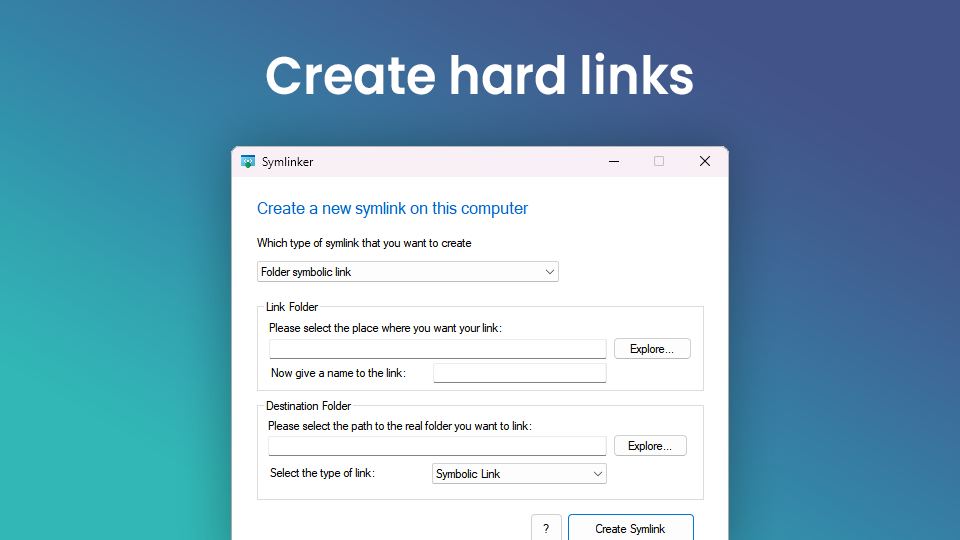 Create hard links
Symlinker
Create a new symlink on this computer
Which type of symlink that you want to create
Folder symbolic link
Link Folder
Please select the place where you want your link:
Explore...
Now give a name to the link:
Destination Folder
Please select the path to the real folder you want to link:
Explore...
Select the type of link:
Symbolic Link
?
Create Symlink